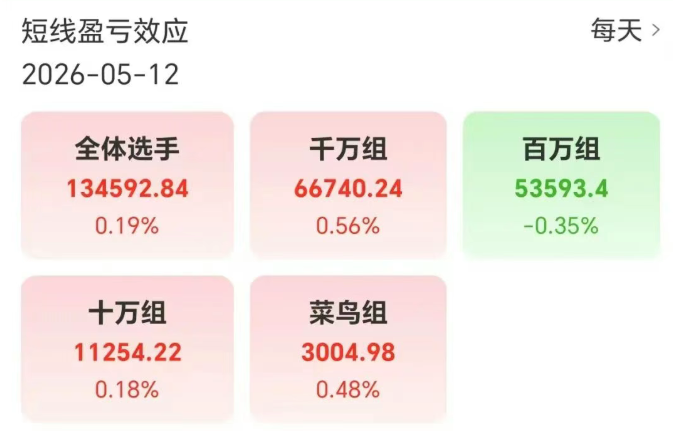 短线盈亏效应
每天 >
2026-05-12
全体选手
134592.84
0.19%
千万组
66740.24
0.56%
百万组
53593.4
-0.35%
十万组
11254.22
0.18%
菜鸟组
3004.98
0.48%